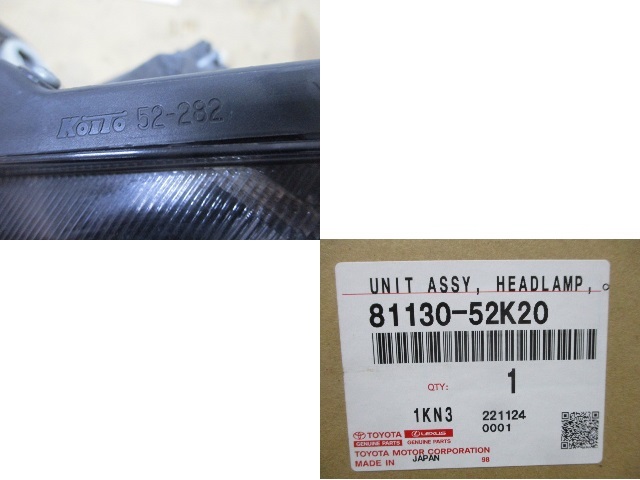 KOITO 52-282
UNIT ASSY, HEADLAMP,
81130-52K20
QTY: 1
1KN3 221124
0001
TOYOTA LEXUS
GENUINE PARTS GENUINE PARTS
TOYOTA MOTOR CORPORATION
MADE IN JAPAN 98